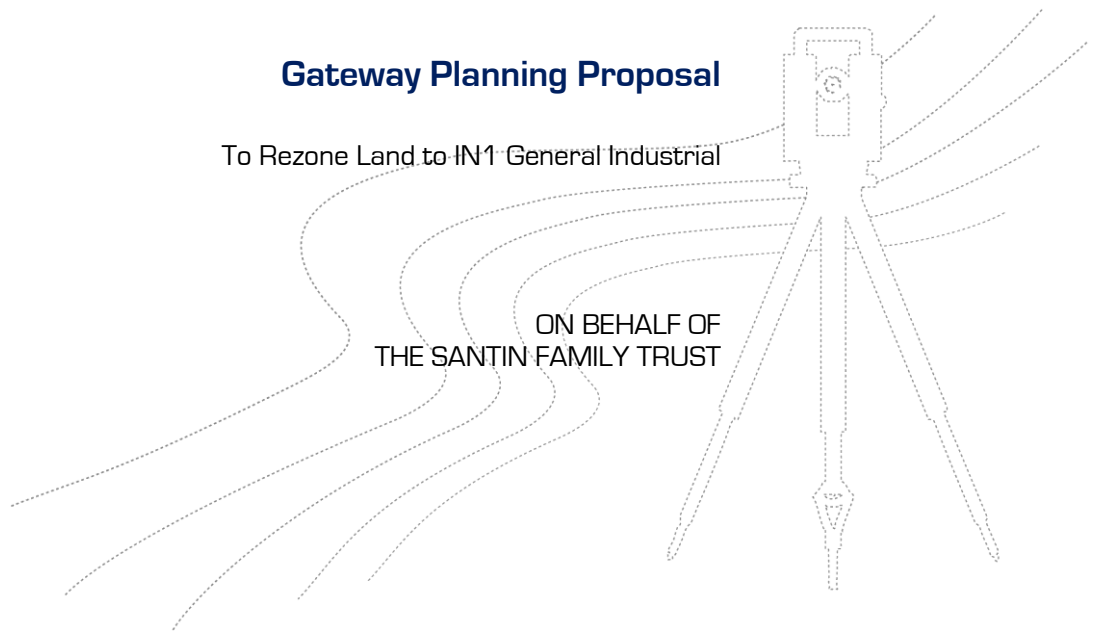 Gateway Planning Proposal
To Rezone Land to IN1 General Industrial
ON BEHALF OF
THE SANTIN FAMILY TRUST